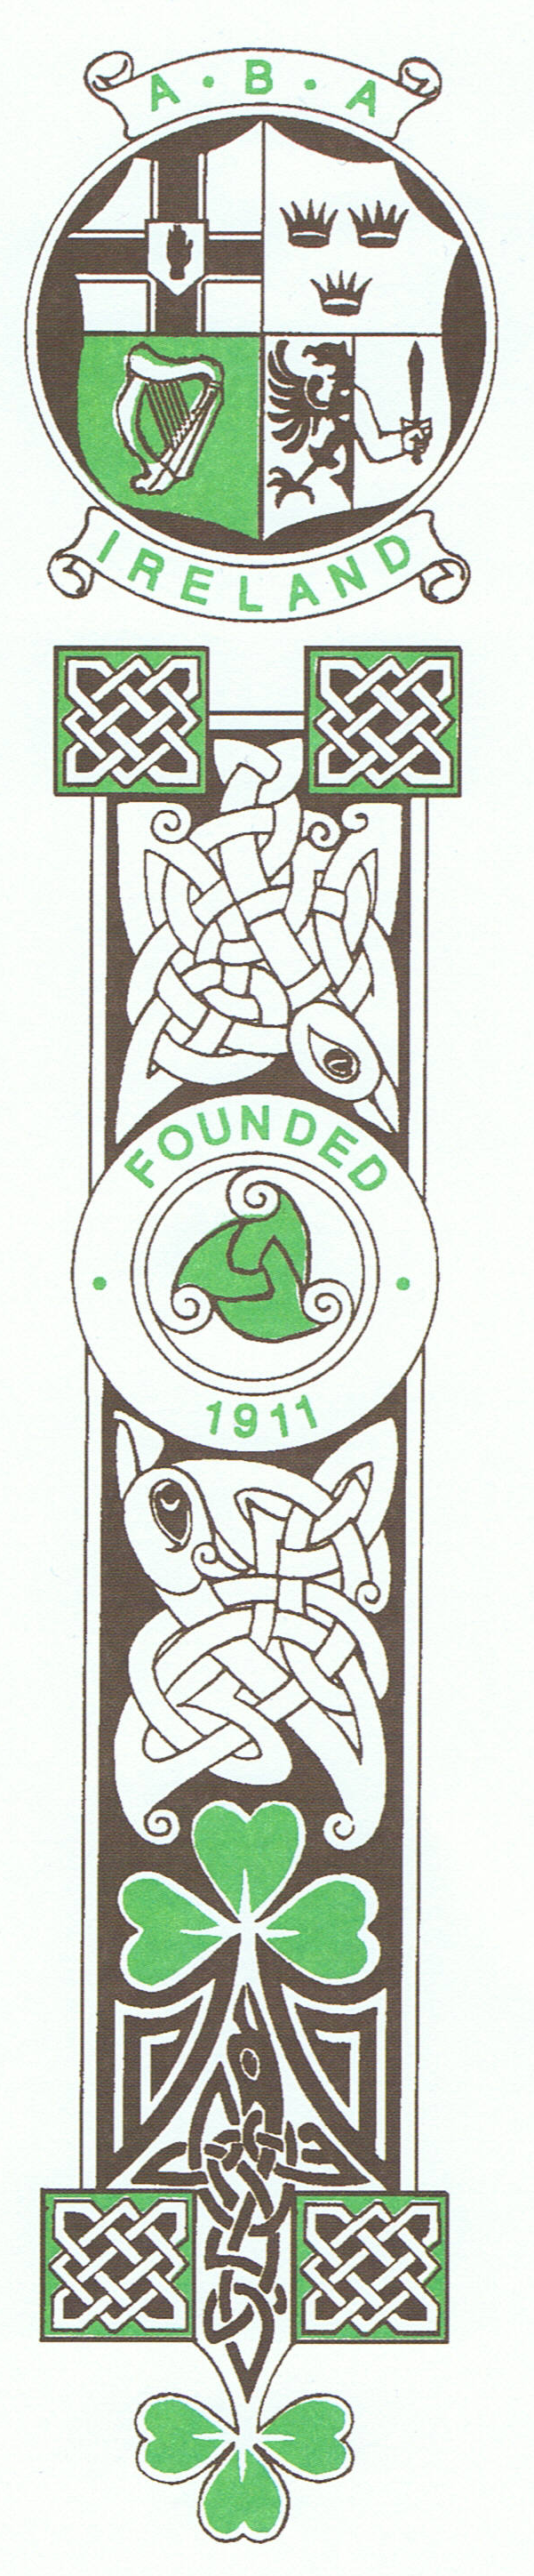 A · B · A
IRELAND
FOUNDED
1911